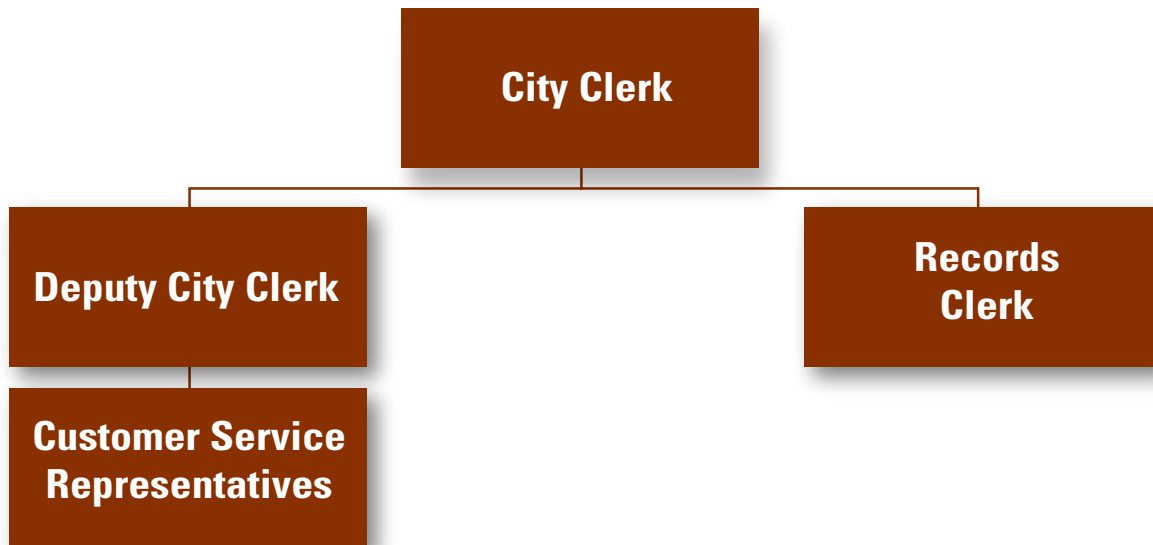 City Clerk
Deputy City Clerk
Records
Clerk
Customer Service
Representatives